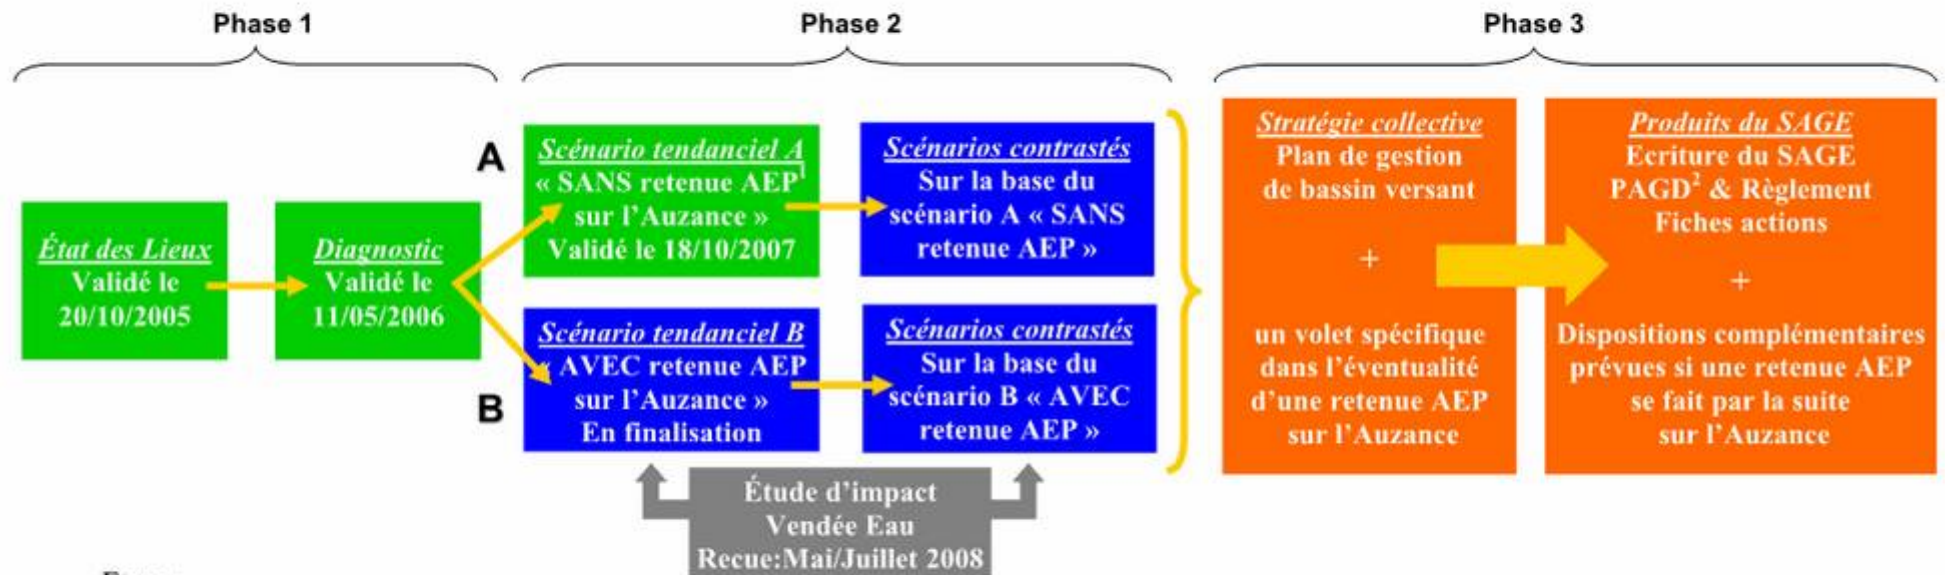 Phase 1
Phase 2
Phase 3
État des Lieux
Validé le
20/10/2005
Diagnostic
Validé le
11/05/2006
A
Scénario tendanciel A
« SANS retenue AEP¹
sur l'Auzance »
Validé le 18/10/2007
Scénarios contrastés
Sur la base du
scénario A « SANS
retenue AEP »
B
Scénario tendanciel B
« AVEC retenue AEP
sur l'Auzance »
En finalisation
Scénarios contrastés
Sur la base du
scénario B « AVEC
retenue AEP »
Étude d'impact
Vendée Eau
Recue:Mai/Juillet 2008
Stratégie collective
Plan de gestion
de bassin versant
+
un volet spécifique
dans l'éventualité
d'une retenue AEP
sur l'Auzance
Produits du SAGE
Ecriture du SAGE
PAGD² & Règlement
Fiches actions
+
Dispositions complémentaires
prévues si une retenue AEP
se fait par la suite
sur l'Auzance